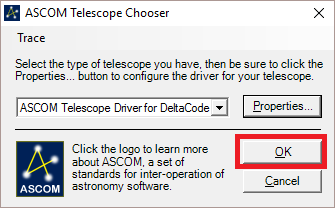 ASCOM Telescope Chooser
Trace
Select the type of telescope you have, then be sure to click the
Properties... button to configure the driver for your telescope.
ASCOM Telescope Driver for DeltaCode
Properties...
Click the logo to learn more
about ASCOM, a set of
standards for inter-operation of
astronomy software.
ASCOM
OK
Cancel